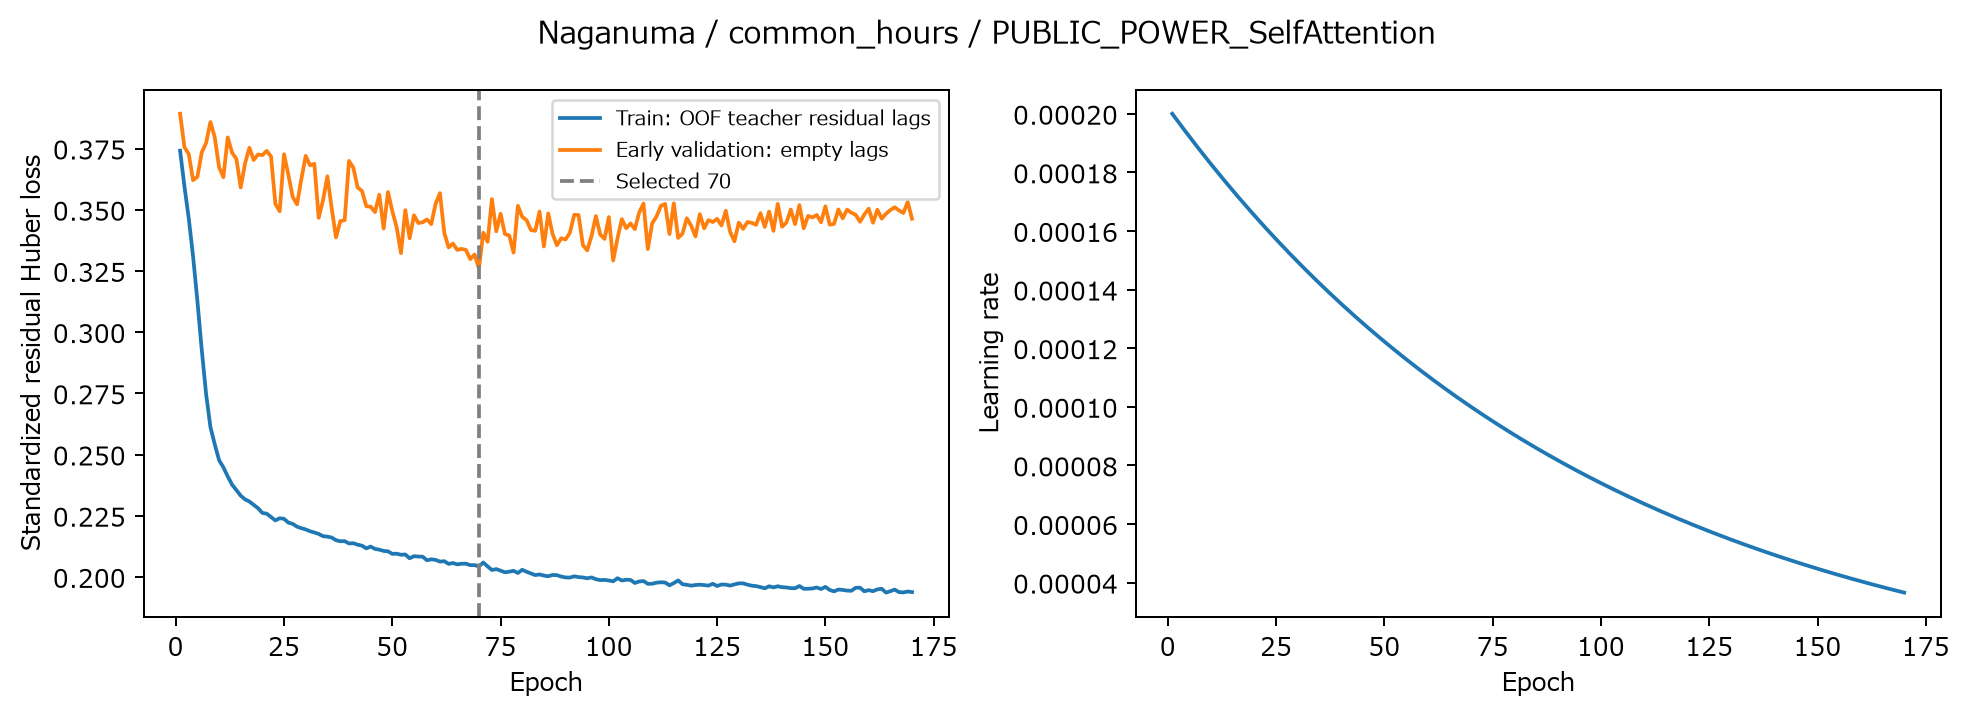 Naganuma / common_hours / PUBLIC_POWER_SelfAttention
Standardized residual Huber loss
0.375
0.350
0.325
0.300
0.275
0.250
0.225
0.200
Train: OOF teacher residual lags
Early validation: empty lags
Selected 70
0 25 50 75 100 125 150 175
Epoch
Learning rate
0.00020
0.00018
0.00016
0.00014
0.00012
0.00010
0.00008
0.00006
0.00004
0 25 50 75 100 125 150 175
Epoch